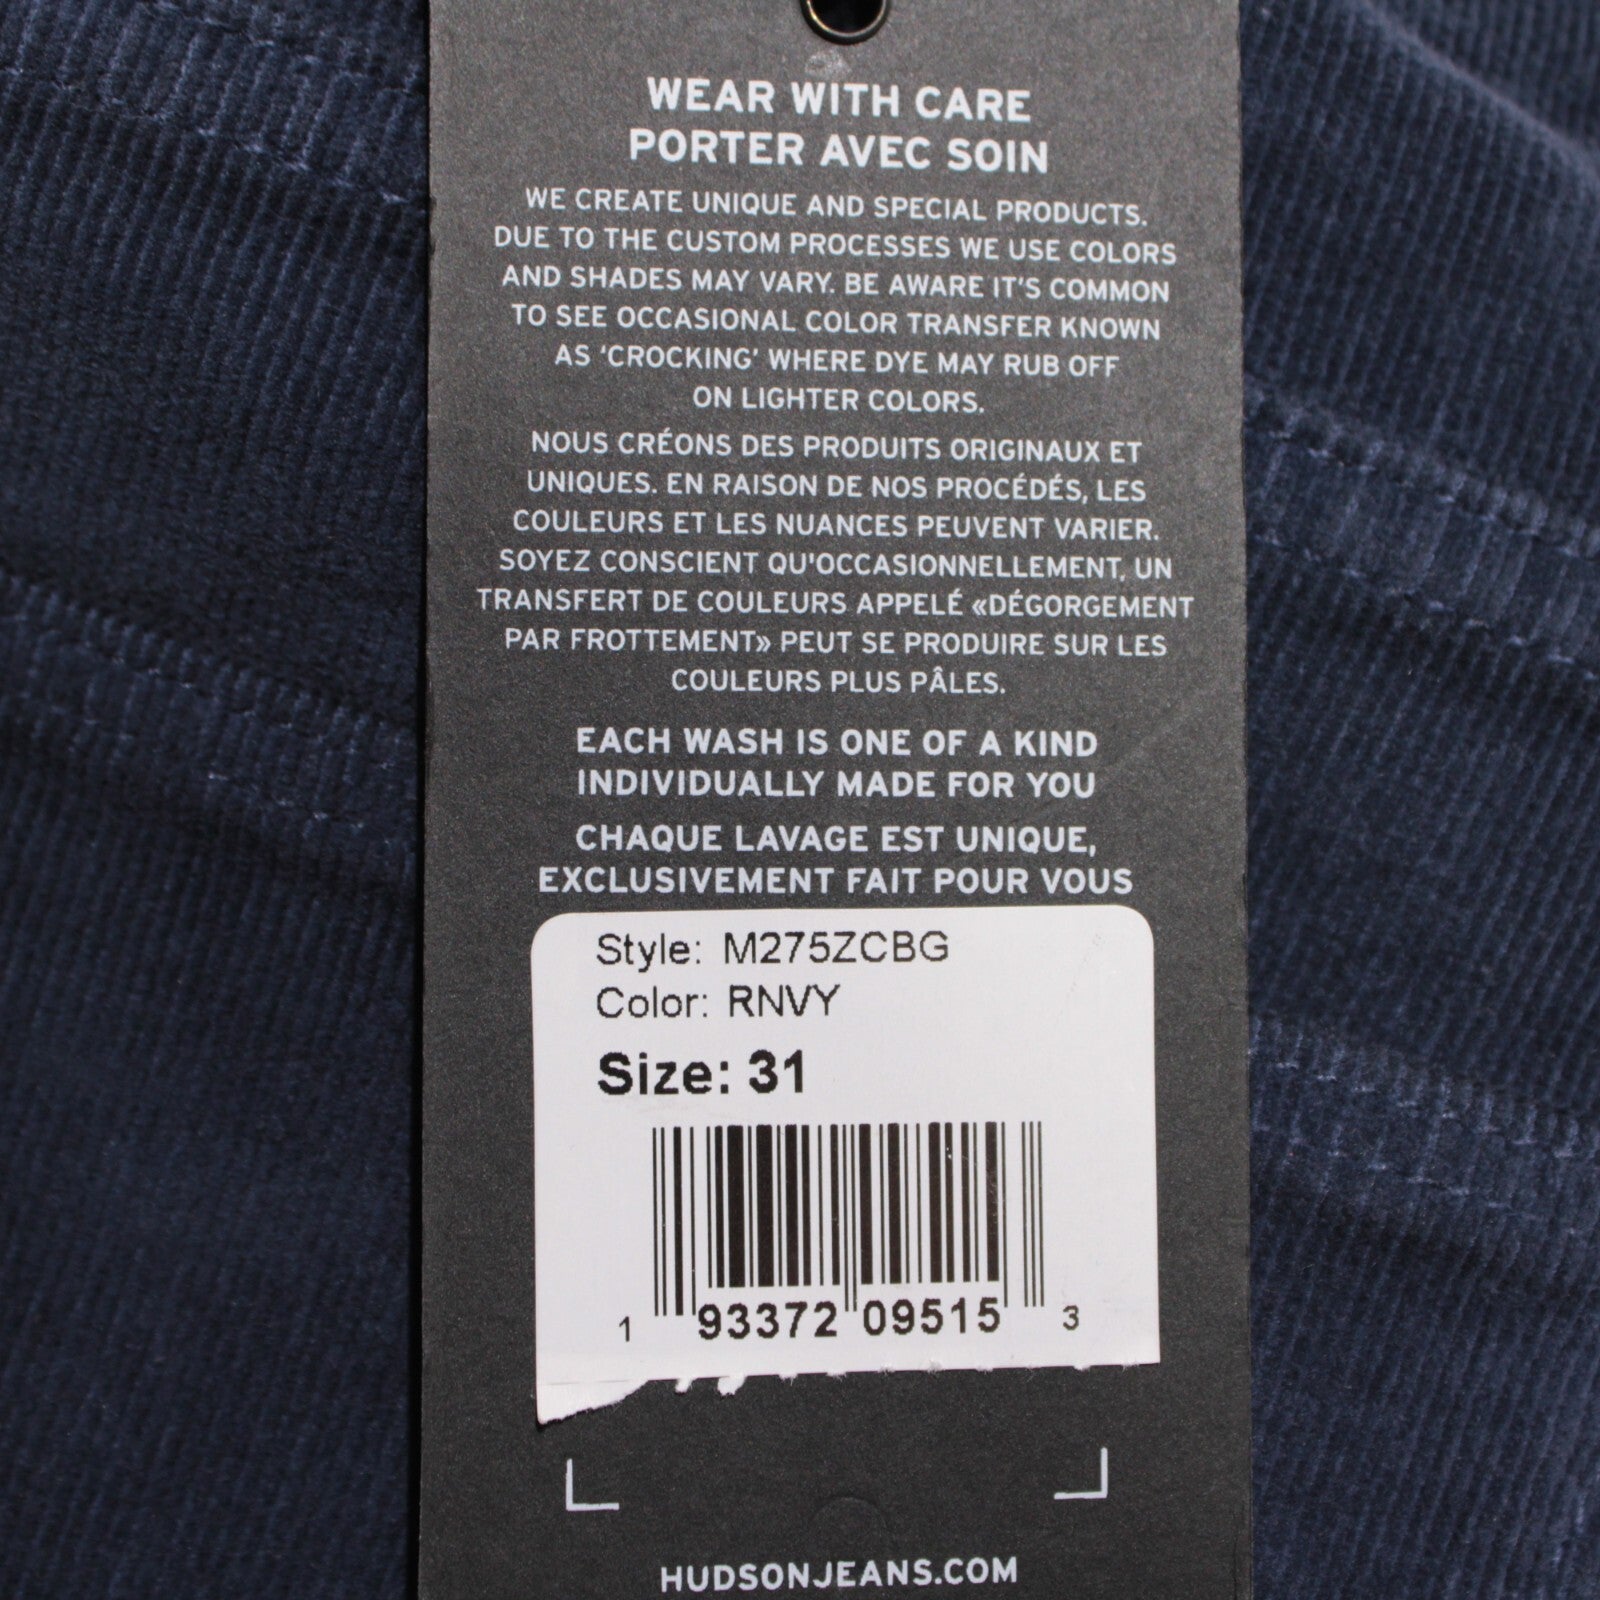 WEAR WITH CARE
PORTER AVEC SOIN
WE CREATE UNIQUE AND SPECIAL PRODUCTS.
DUE TO THE CUSTOM PROCESSES WE USE COLORS
AND SHADES MAY VARY. BE AWARE IT'S COMMON
TO SEE OCCASIONAL COLOR TRANSFER KNOWN
AS 'CROCKING' WHERE DYE MAY RUB OFF
ON LIGHTER COLORS.
NOUS CRÉONS DES PRODUITS ORIGINAUX ET
UNIQUES. EN RAISON DE NOS PROCÉDÉS, LES
COULEURS ET LES NUANCES PEUVENT VARIER.
SOYEZ CONSCIENT QU'OCCASIONNELLEMENT, UN
TRANSFERT DE COULEURS APPELÉ «DÉGORGEMENT
PAR FROTTEMENT» PEUT SE PRODUIRE SUR LES
COULEURS PLUS PÂLES.
EACH WASH IS ONE OF A KIND
INDIVIDUALLY MADE FOR YOU
CHAQUE LAVAGE EST UNIQUE,
EXCLUSIVEMENT FAIT POUR VOUS
Style: M275ZCBG
Color: RNVY
Size: 31
1 93372 09515 3
HUDSONJEANS.COM